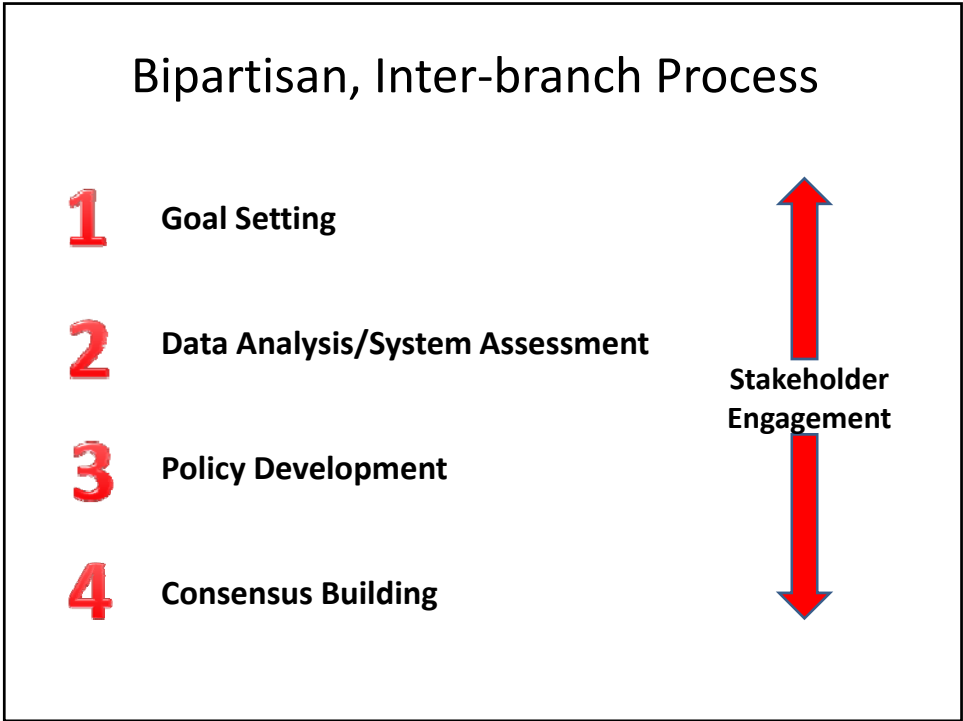 Bipartisan, Inter-branch Process
1 Goal Setting
2 Data Analysis/System Assessment
3 Policy Development
4 Consensus Building
Stakeholder
Engagement